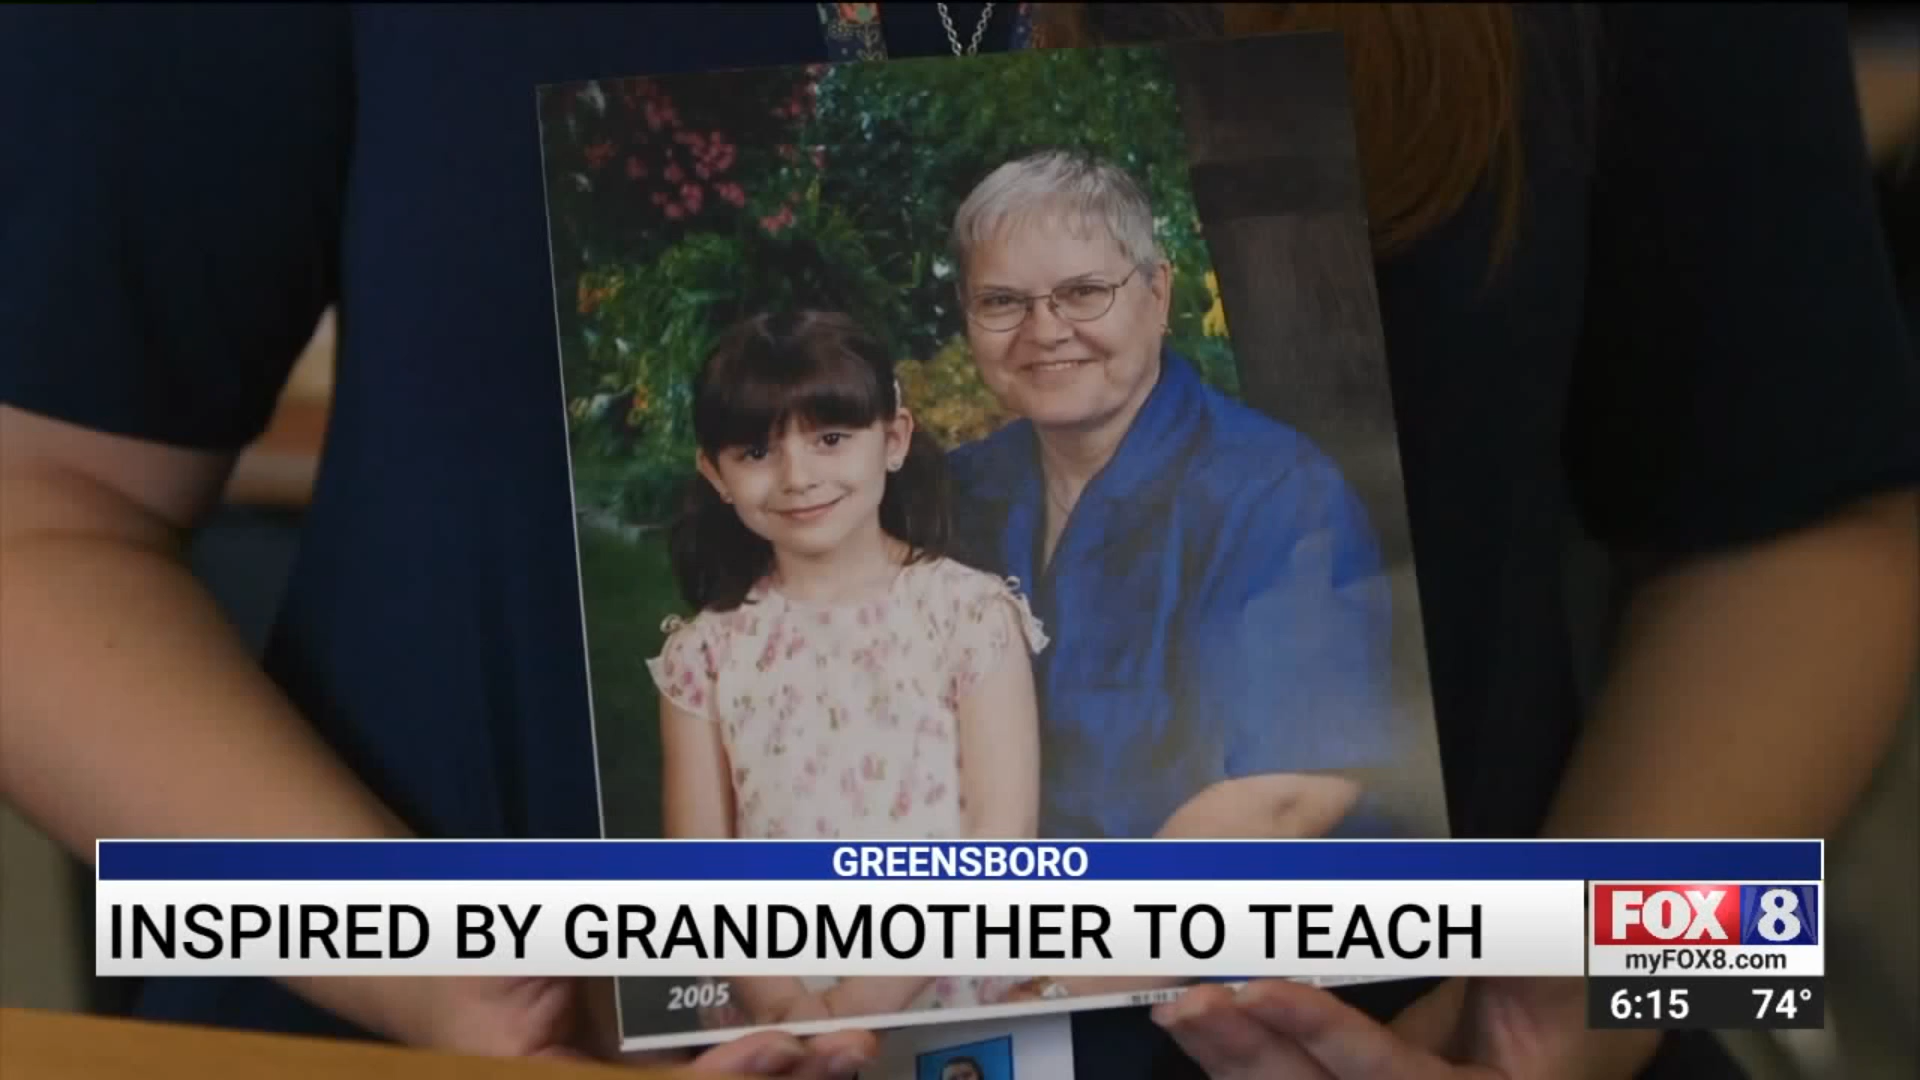 GREENSBORO
INSPIRED BY GRANDMOTHER TO TEACH
FOX 8
myFOX8.com
6:15 74°
2005